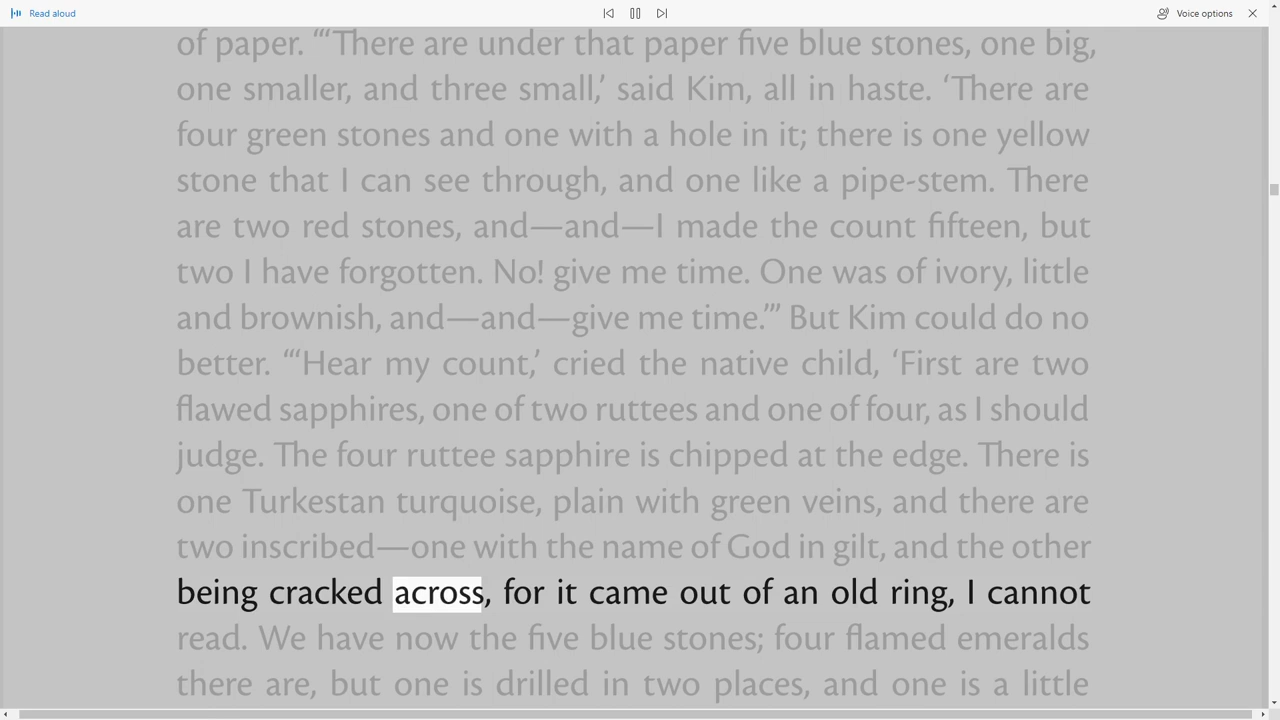 Read aloud
Voice options
of paper. “‘There are under that paper five blue stones, one big,
one smaller, and three small,’ said Kim, all in haste. ‘There are
four green stones and one with a hole in it; there is one yellow
stone that I can see through, and one like a pipe-stem. There
are two red stones, and—and—I made the count fifteen, but
two I have forgotten. No! give me time. One was of ivory, little
and brownish, and—and—give me time.’” But Kim could do no
better. “‘Hear my count,’ cried the native child, ‘First are two
flawed sapphires, one of two ruttees and one of four, as I should
judge. The four ruttee sapphire is chipped at the edge. There is
one Turkestan turquoise, plain with green veins, and there are
two inscribed—one with the name of God in gilt, and the other
being cracked across, for it came out of an old ring, I cannot
read. We have now the five blue stones; four flamed emeralds
there are, but one is drilled in two places, and one is a little